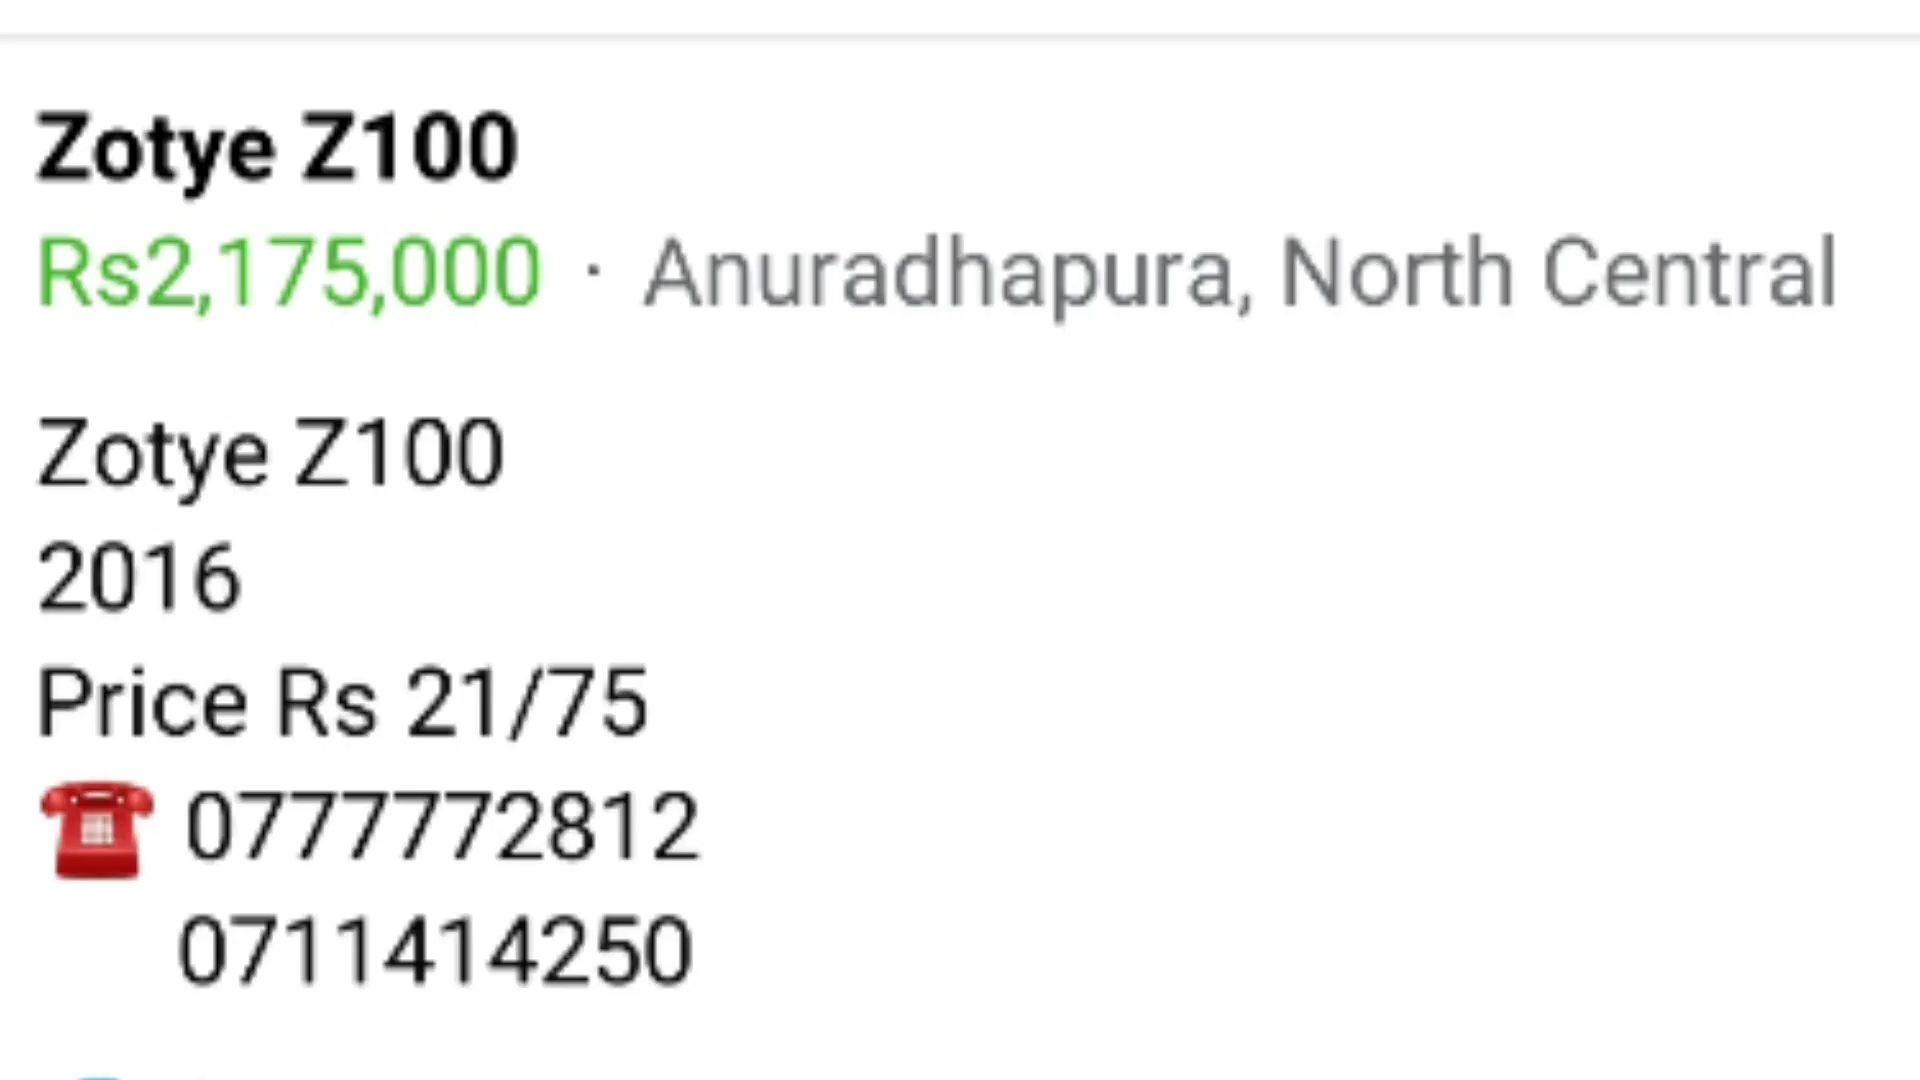 Zotye Z100
Rs2,175,000 · Anuradhapura, North Central
Zotye Z100
2016
Price Rs 21/75
☎️ 0777772812
0711414250